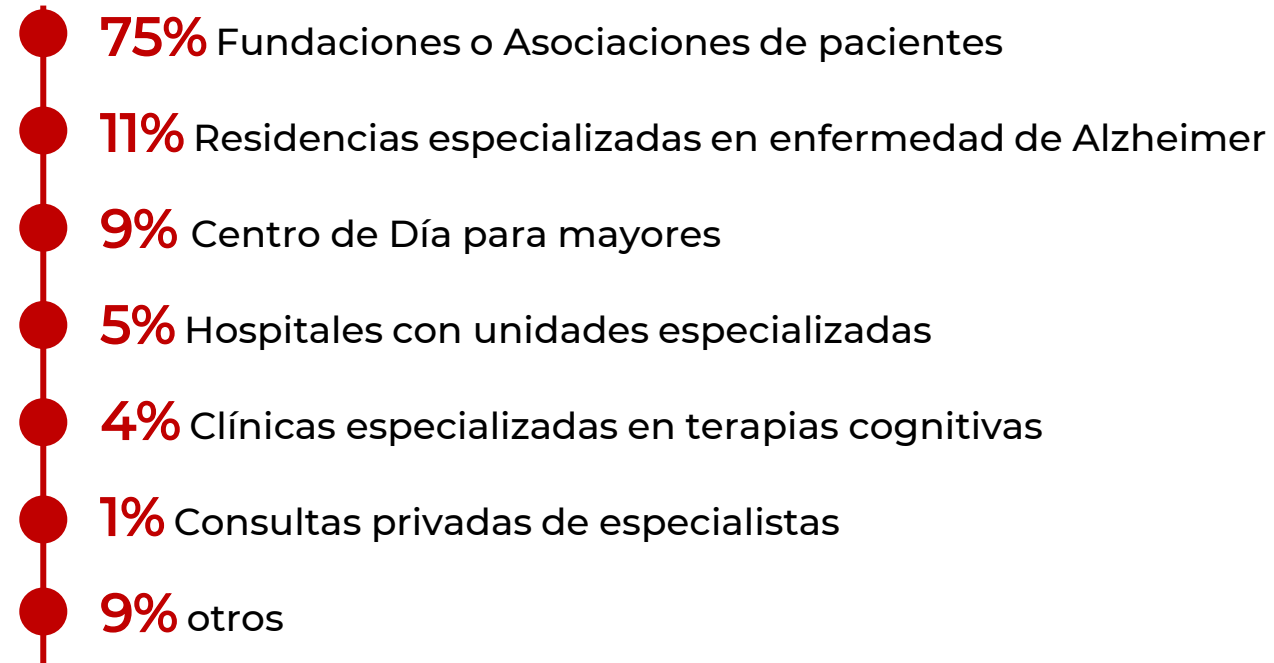 75% Fundaciones o Asociaciones de pacientes
11% Residencias especializadas en enfermedad de Alzheimer
9% Centro de Día para mayores
5% Hospitales con unidades especializadas
4% Clínicas especializadas en terapias cognitivas
1% Consultas privadas de especialistas
9% otros